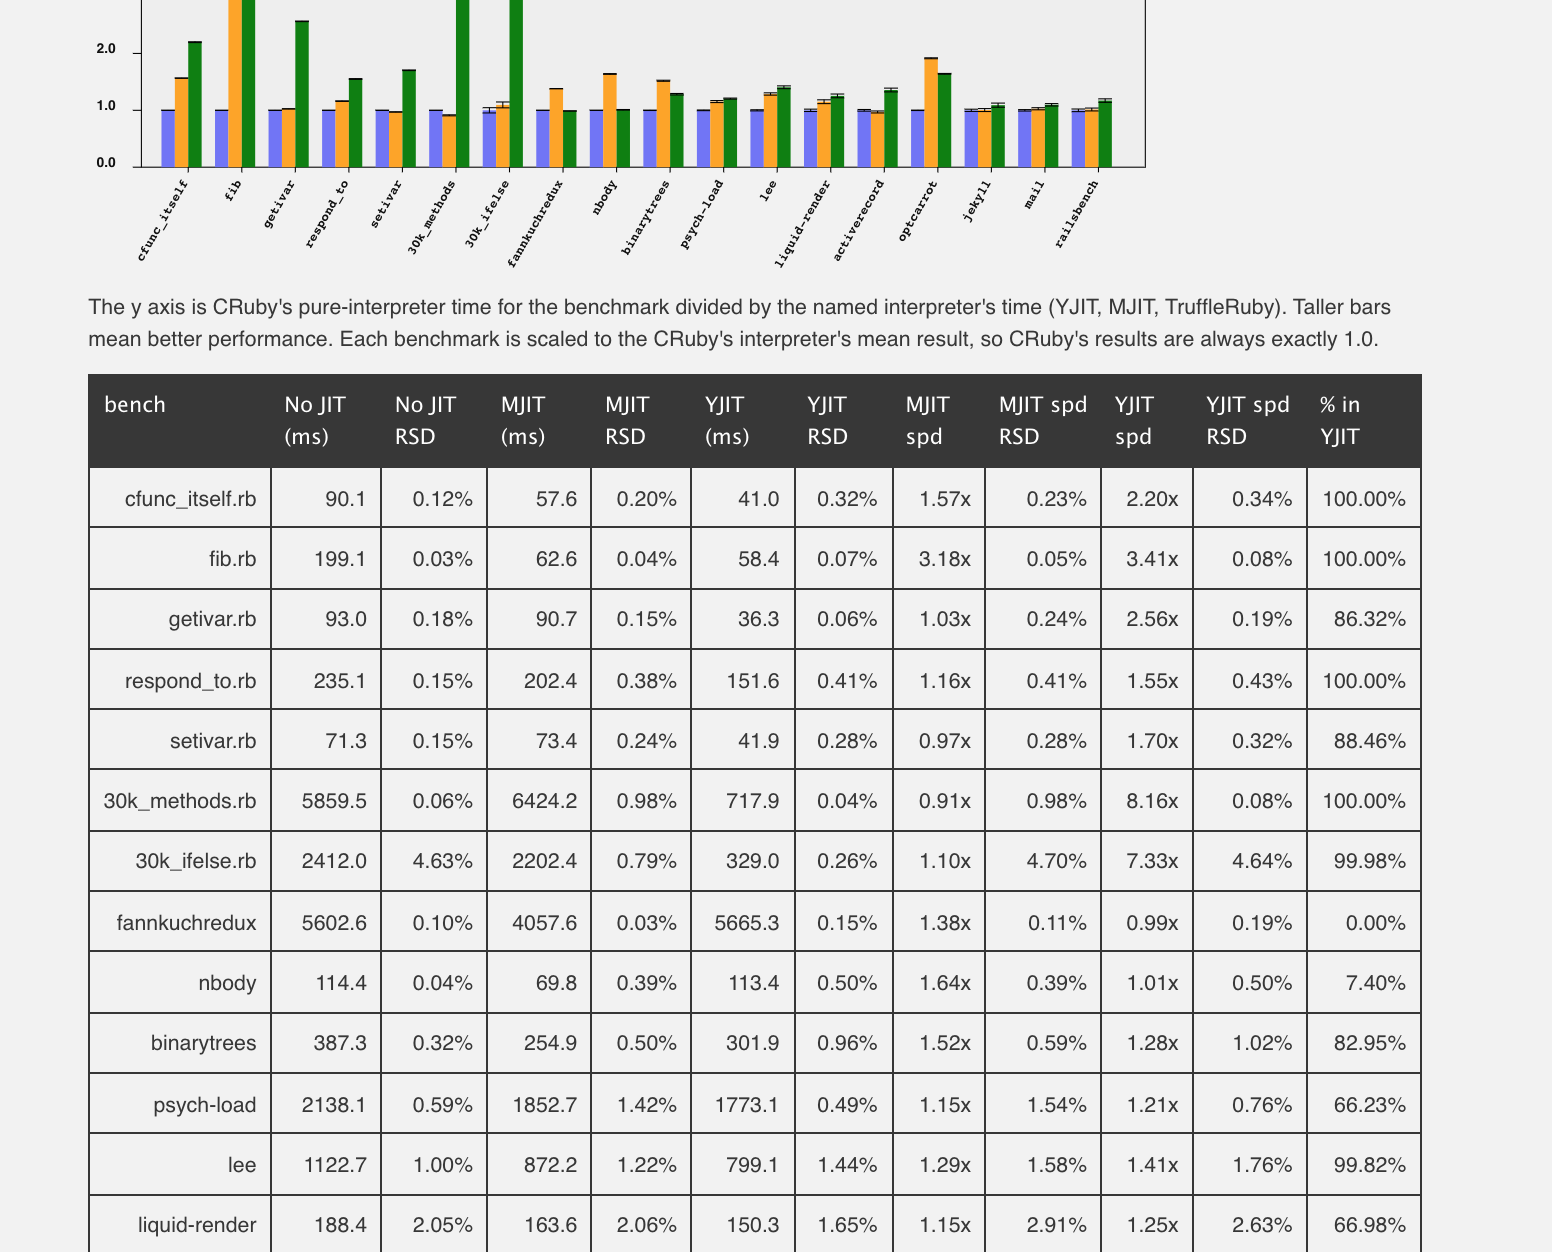 2.0
1.0
0.0
cfunc_itself
fib
getivar
respond_to
setivar
30k_methods
30k_ifelse
fannkuchredux
nbody
binarytrees
psych-load
lee
liquid-render
activerecord
optcarrot
jekyll
mail
railsbench
The y axis is CRuby's pure-interpreter time for the benchmark divided by the named interpreter's time (YJIT, MJIT, TruffleRuby). Taller bars
mean better performance. Each benchmark is scaled to the CRuby's interpreter's mean result, so CRuby's results are always exactly 1.0.
bench No JIT (ms) No JIT RSD MJIT (ms) MJIT RSD YJIT (ms) YJIT RSD MJIT spd MJIT spd RSD YJIT spd YJIT spd RSD % in YJIT
cfunc_itself.rb 90.1 0.12% 57.6 0.20% 41.0 0.32% 1.57x 0.23% 2.20x 0.34% 100.00%
fib.rb 199.1 0.03% 62.6 0.04% 58.4 0.07% 3.18x 0.05% 3.41x 0.08% 100.00%
getivar.rb 93.0 0.18% 90.7 0.15% 36.3 0.06% 1.03x 0.24% 2.56x 0.19% 86.32%
respond_to.rb 235.1 0.15% 202.4 0.38% 151.6 0.41% 1.16x 0.41% 1.55x 0.43% 100.00%
setivar.rb 71.3 0.15% 73.4 0.24% 41.9 0.28% 0.97x 0.28% 1.70x 0.32% 88.46%
30k_methods.rb 5859.5 0.06% 6424.2 0.98% 717.9 0.04% 0.91x 0.98% 8.16x 0.08% 100.00%
30k_ifelse.rb 2412.0 4.63% 2202.4 0.79% 329.0 0.26% 1.10x 4.70% 7.33x 4.64% 99.98%
fannkuchredux 5602.6 0.10% 4057.6 0.03% 5665.3 0.15% 1.38x 0.11% 0.99x 0.19% 0.00%
nbody 114.4 0.04% 69.8 0.39% 113.4 0.50% 1.64x 0.39% 1.01x 0.50% 7.40%
binarytrees 387.3 0.32% 254.9 0.50% 301.9 0.96% 1.52x 0.59% 1.28x 1.02% 82.95%
psych-load 2138.1 0.59% 1852.7 1.42% 1773.1 0.49% 1.15x 1.54% 1.21x 0.76% 66.23%
lee 1122.7 1.00% 872.2 1.22% 799.1 1.44% 1.29x 1.58% 1.41x 1.76% 99.82%
liquid-render 188.4 2.05% 163.6 2.06% 150.3 1.65% 1.15x 2.91% 1.25x 2.63% 66.98%